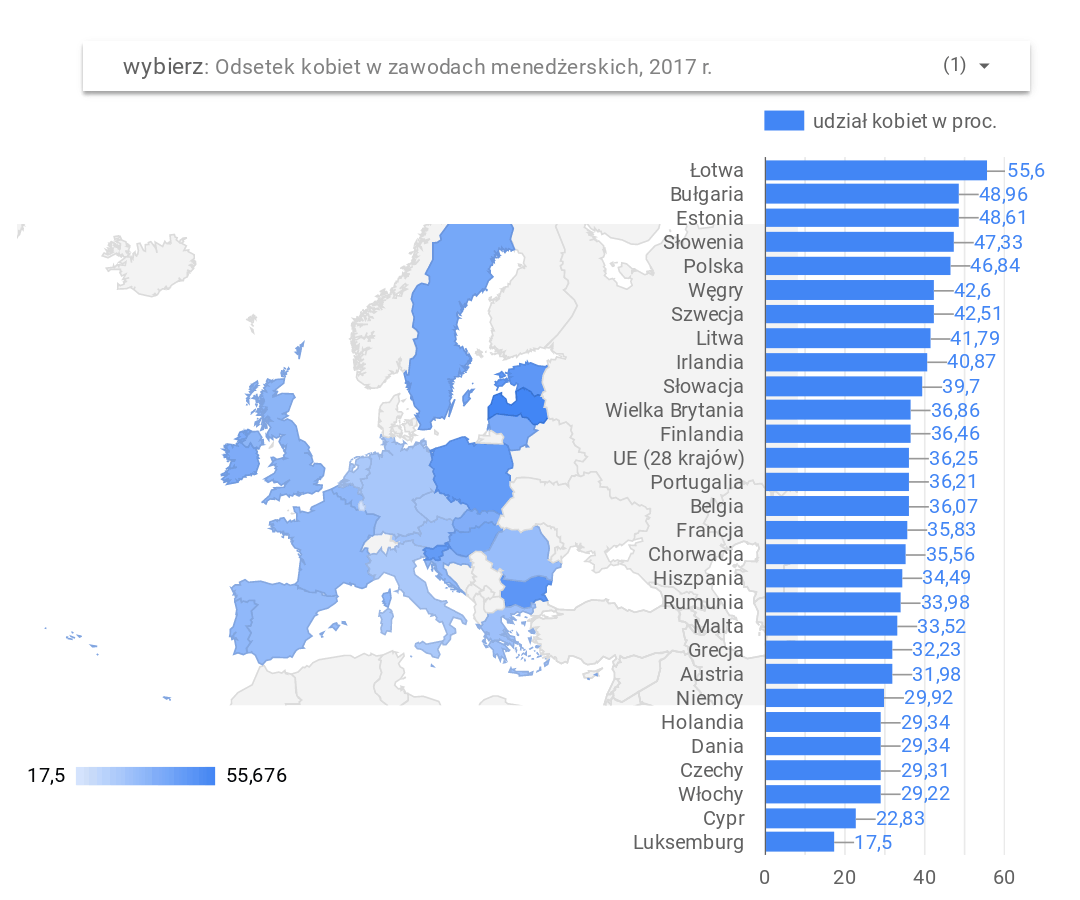 wybierz: Odsetek kobiet w zawodach menedżerskich, 2017 r. (1)
udział kobiet w proc.
Łotwa 55,6
Bułgaria 48,96
Estonia 48,61
Słowenia 47,33
Polska 46,84
Węgry 42,6
Szwecja 42,51
Litwa 41,79
Irlandia 40,87
Słowacja 39,7
Wielka Brytania 36,86
Finlandia 36,46
UE (28 krajów) 36,25
Portugalia 36,21
Belgia 36,07
Francja 35,83
Chorwacja 35,56
Hiszpania 34,49
Rumunia 33,98
Malta 33,52
Grecja 32,23
Austria 31,98
Niemcy 29,92
Holandia 29,34
Dania 29,34
Czechy 29,31
Włochy 29,22
Cypr 22,83
Luksemburg 17,5
0 20 40 60
17,5 55,676